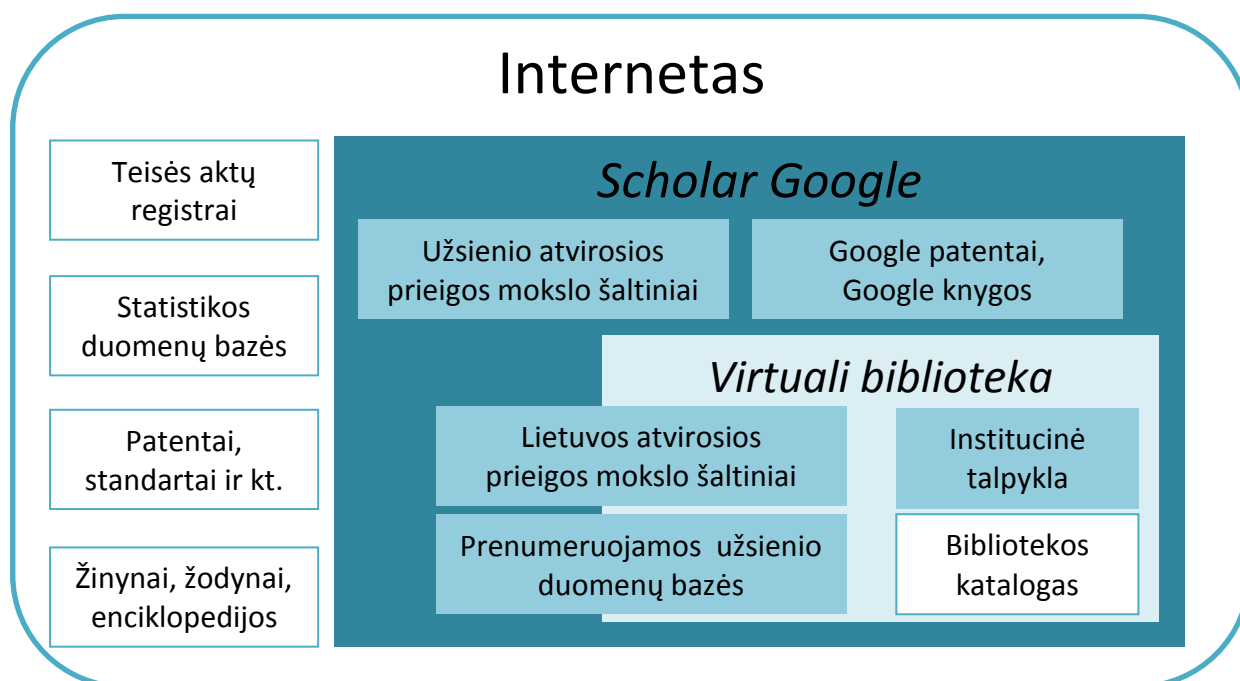 Internetas
Teisės aktų
registrai
Statistikos
duomenų bazės
Patentai,
standartai ir kt.
Žinynai, žodynai,
enciklopedijos
Scholar Google
Užsienio atvirosios
prieigos mokslo šaltiniai
Google patentai,
Google knygos
Virtuali biblioteka
Lietuvos atvirosios
prieigos mokslo šaltiniai
Institucinė
talpykla
Prenumeruojamos užsienio
duomenų bazės
Bibliotekos
katalogas